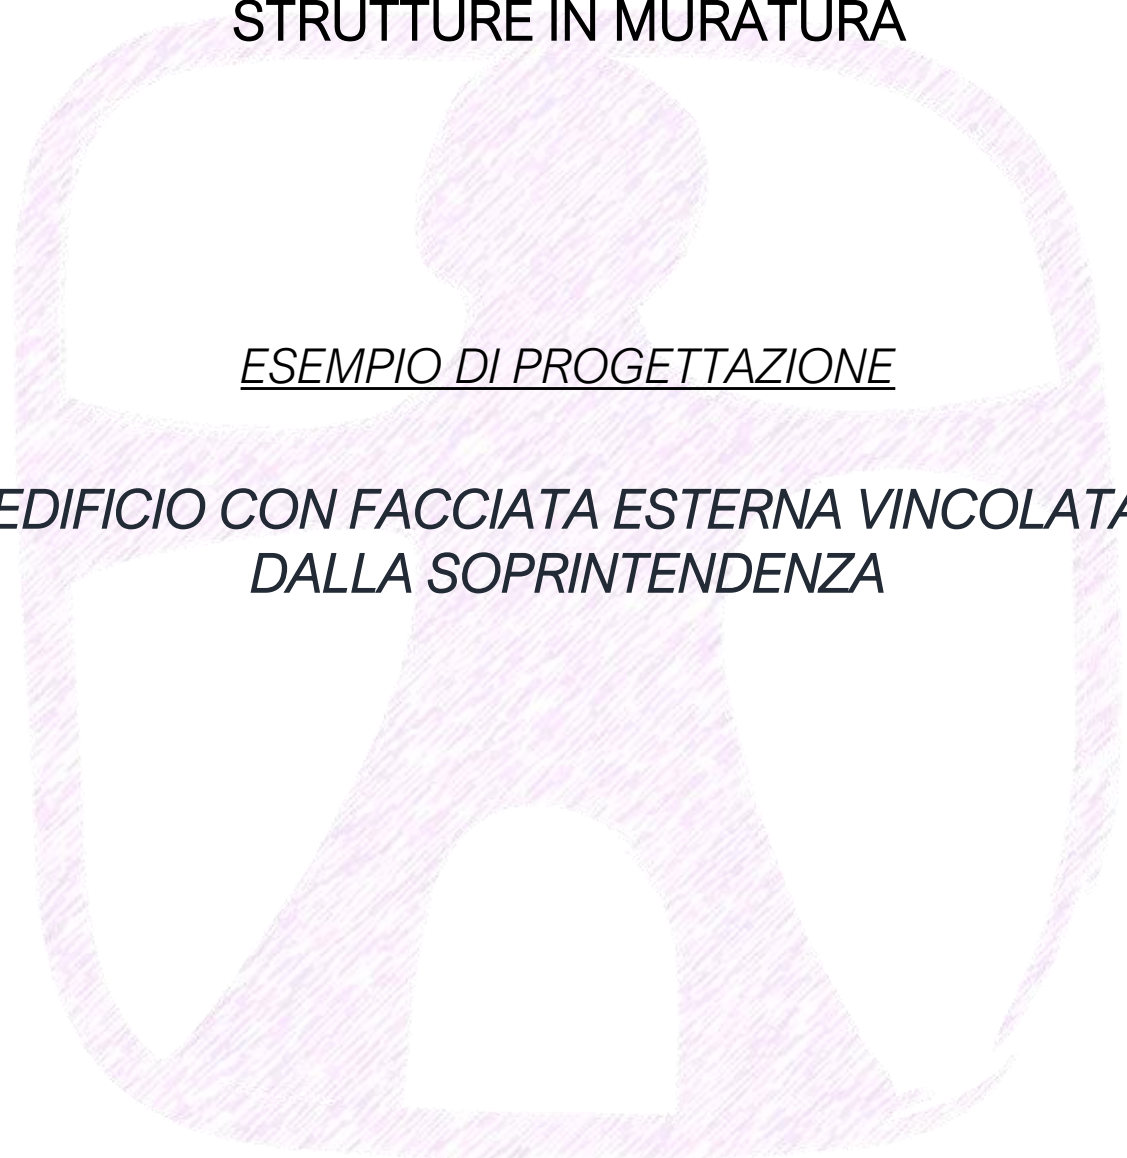 STRUTTURE IN MURATURA
ESEMPIO DI PROGETTAZIONE
EDIFICIO CON FACCIATA ESTERNA VINCOLATA
DALLA SOPRINTENDENZA